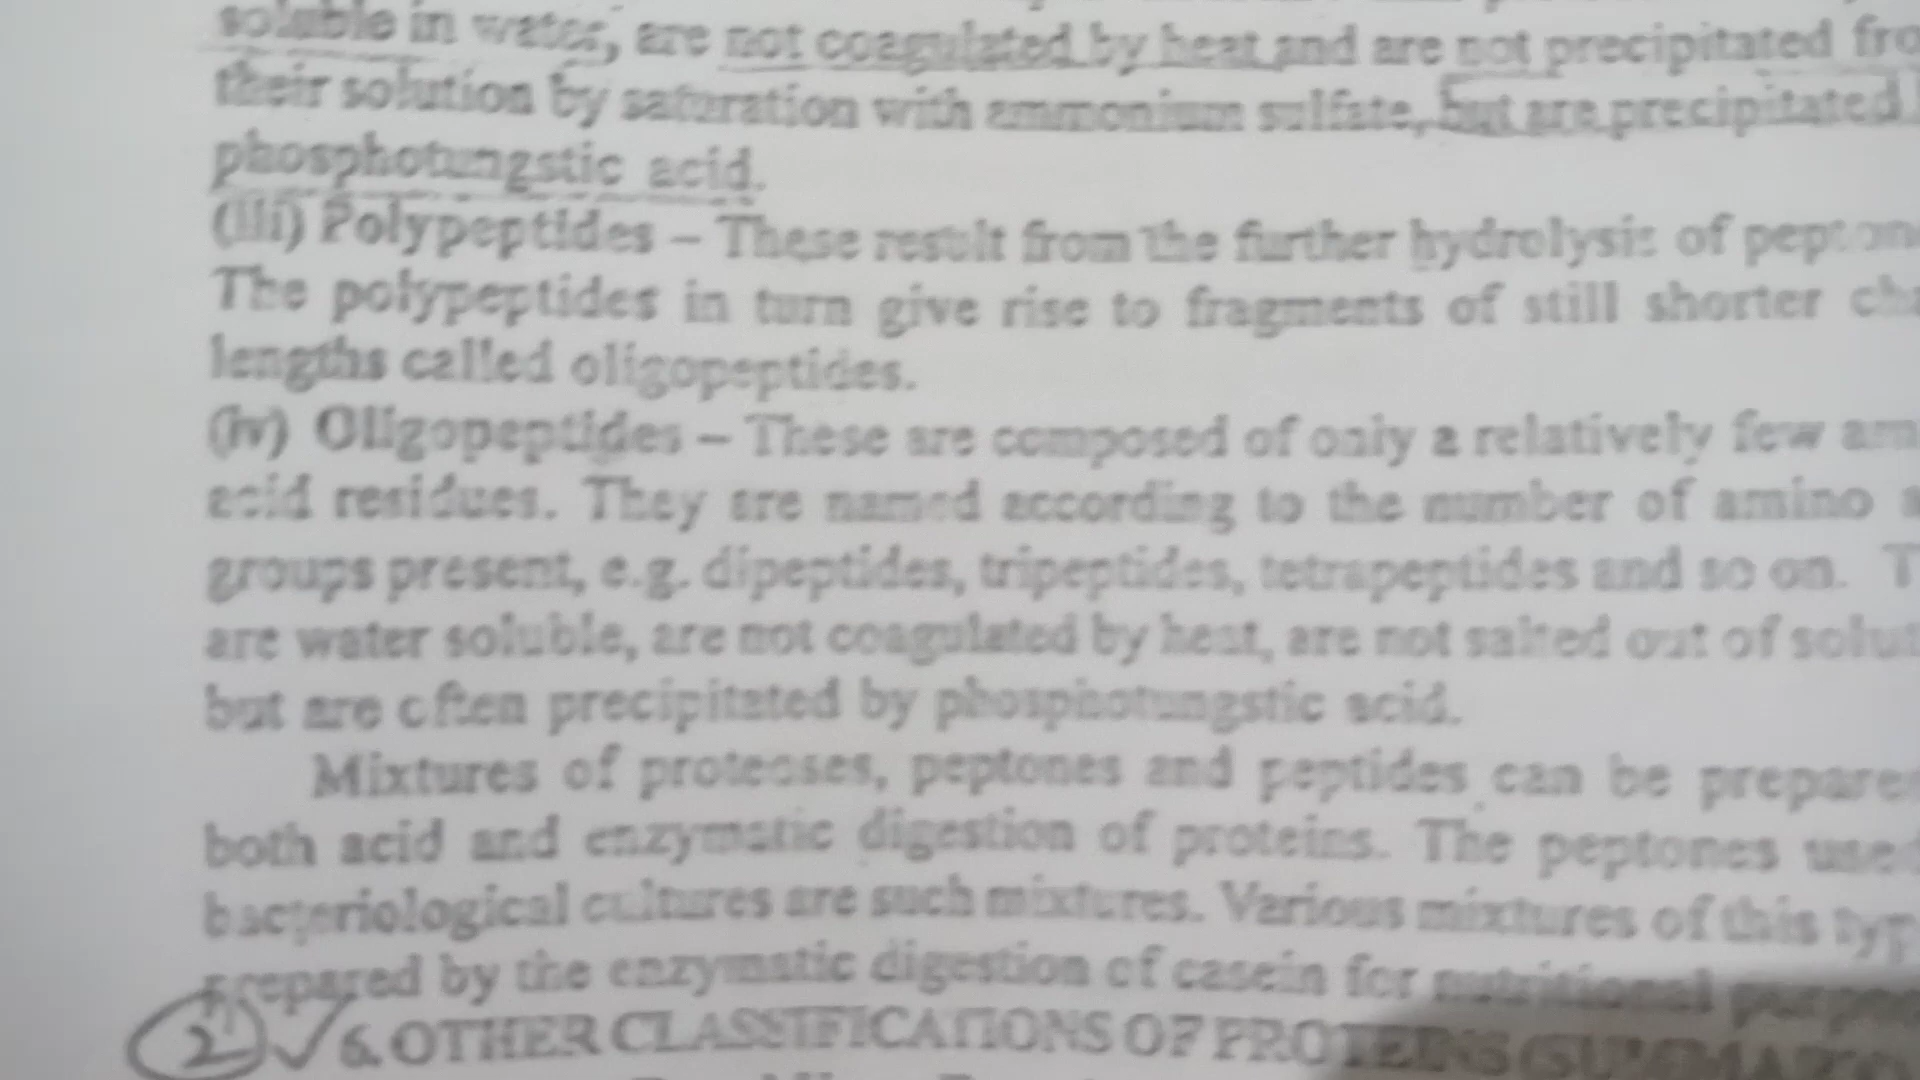 soluble in water, are not coagulated by heat and are not precipitated fro
their solution by saturation with ammonium sulfate, but are precipitated
phosphotungstic acid.
(iii) Polypeptides – These result from the further hydrolysis of
The polypeptides in turn give rise to fragments of still shorter cha
lengths called oligopeptides.
(iv) Oligopeptides – These are composed of only a relatively few am
acid residues. They are named according to the number of amino a
groups present, e.g. dipeptides, tripeptides, tetrapeptides and so on. T
are water soluble, are not coagulated by heat, are not salted out of solut
but are often precipitated by phosphotungstic acid.
Mixtures of proteoses, peptones and peptides can be prepare
both acid and enzymatic digestion of proteins. The peptones used
bacteriological cultures are such mixtures. Various mixtures of this typ
prepared by the enzymatic digestion of casein for nutritional
2 6. OTHER CLASSIFICATIONS OF PROTEINS